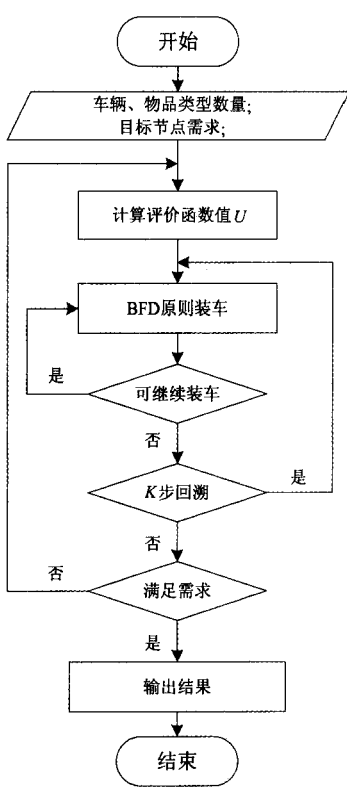 开始
车辆、物品类型数量;
目标节点需求;
计算评价函数值U
BFD原则装车
是
可继续装车
否
K步回溯
是
否
否
满足需求
是
输出结果
结束